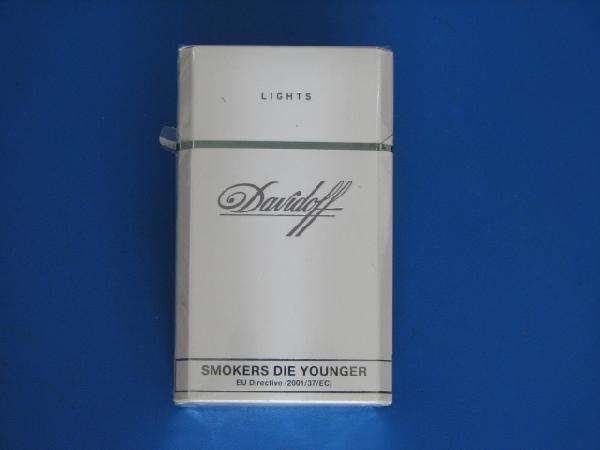 LIGHTS
Davidoff
SMOKERS DIE YOUNGER
EU Directive /2001/37/EC